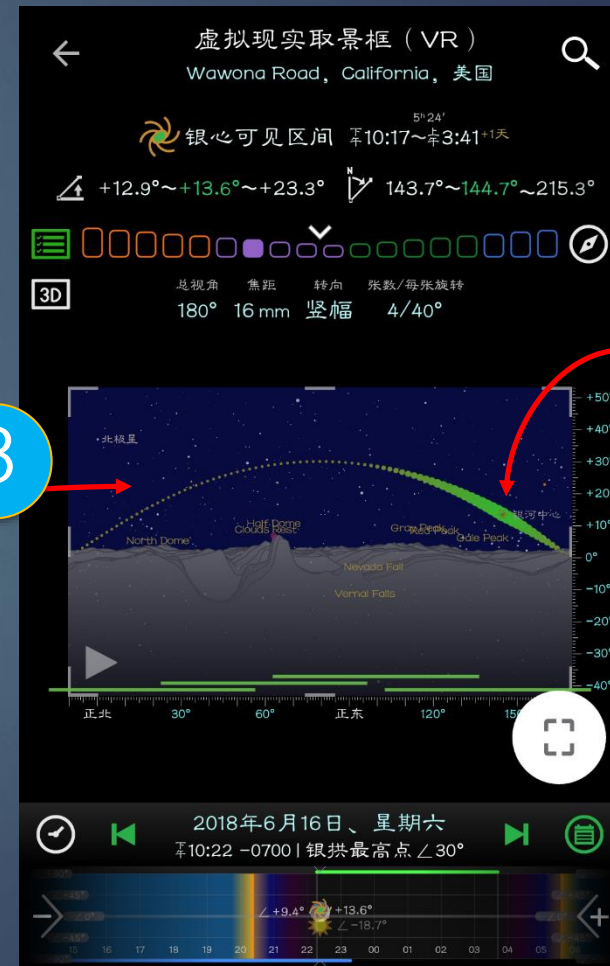 虚拟现实取景框（VR）
Wawona Road, California, 美国
5ʰ24′
银心可见区间 下午10:17~上午3:41+1天
+12.9°~+13.6°~+23.3° N 143.7°~144.7°~215.3°
3D
总视角 焦距 转向 张数/每张旋转
180° 16 mm 竖幅 4/40°
3
北极星
银河中心
Half Dome
Clouds Rest
North Dome
Gray Peak
Red Peak
Gale Peak
Nevada Fall
Vernal Falls
+50°
+40°
+30°
+20°
+10°
0°
-10°
-20°
-30°
-40°
正北 30° 60° 正东 120° 15
2018年6月16日、星期六
下午10:22 -0700 | 银拱最高点∠30°
∠+9.4° +13.6°
∠-18.7°
15 16 17 18 19 20 21 22 23 00 01 02 03 04 05